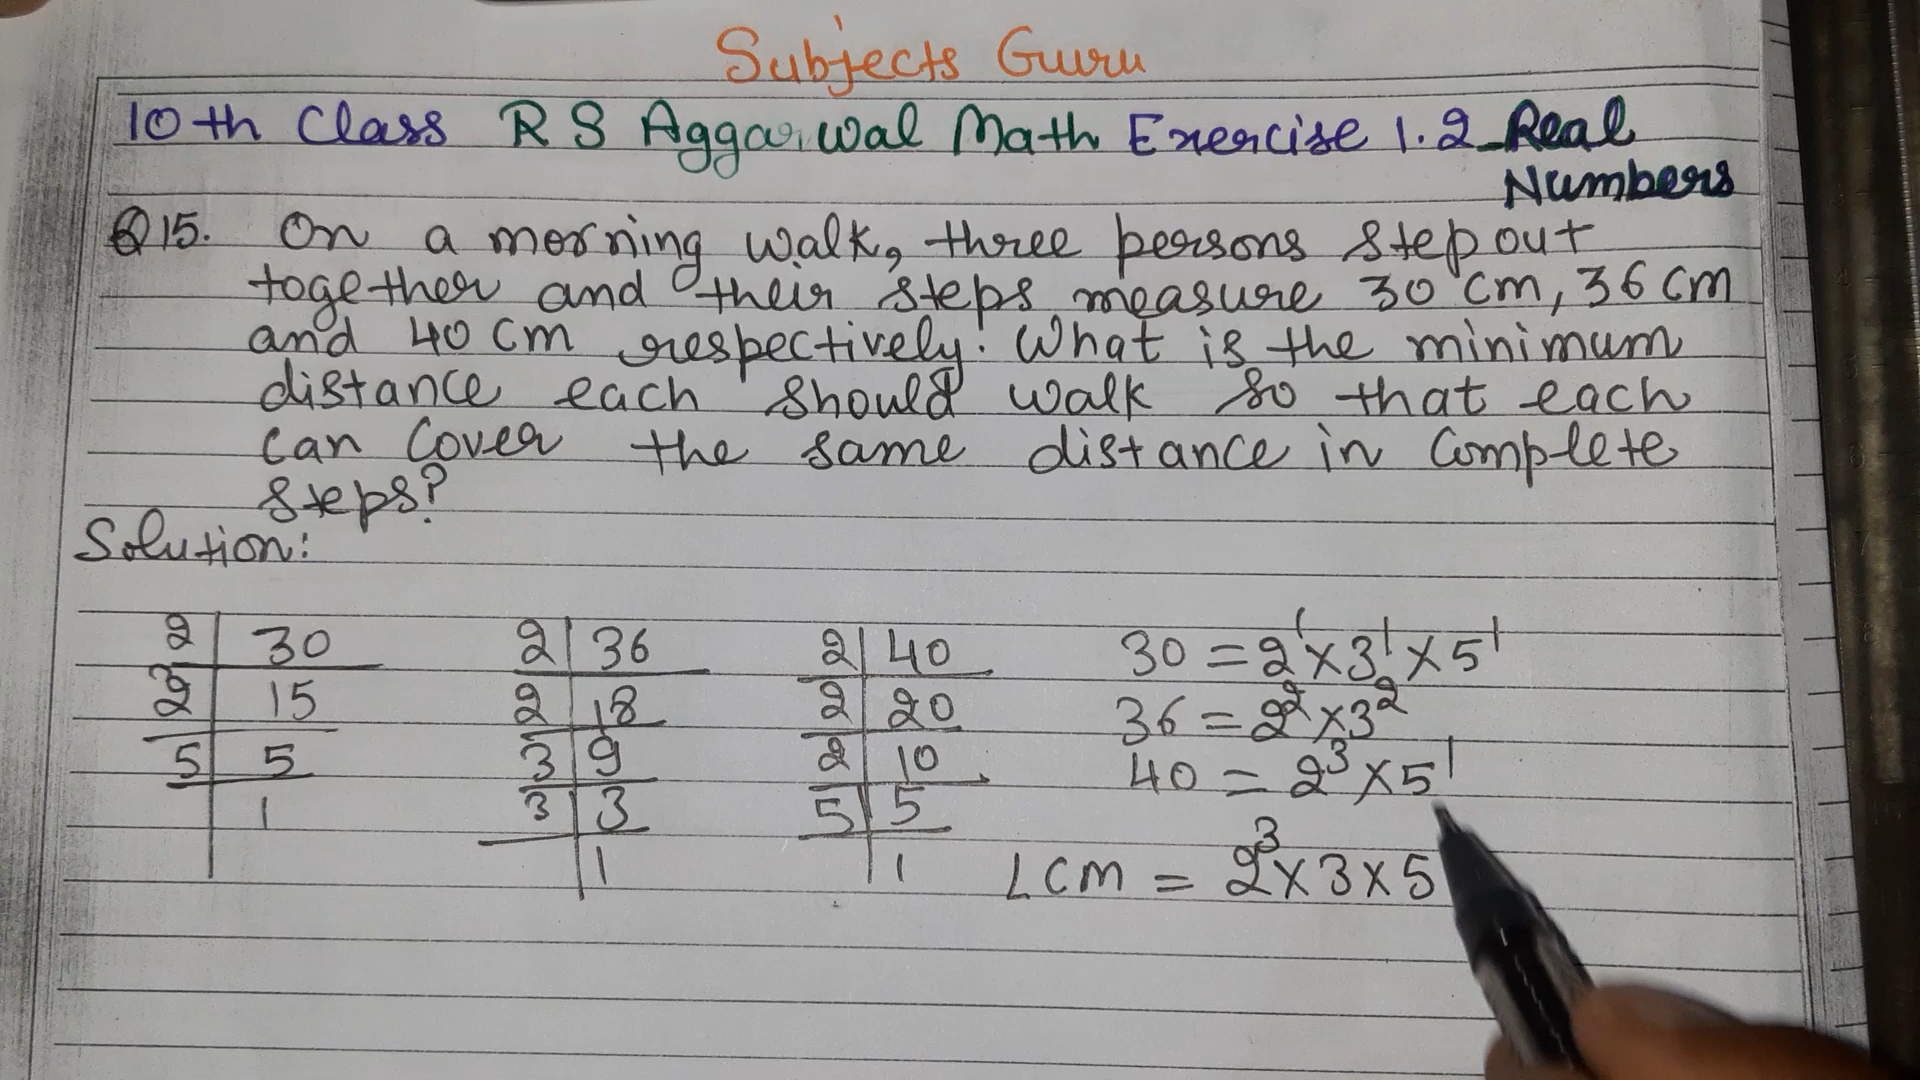 Subjects Guru
10th Class R S Aggarwal Math Exercise 1.2 Real
Numbers
Q15. On a morning walk, three persons step out
together and their steps measure 30 cm, 36 cm
and 40 cm respectively. What is the minimum
distance each should walk so that each
can cover the same distance in complete
steps?
Solution:
2 | 30    2 | 36    2 | 40    30 = 2¹ × 3¹ × 5¹
3 | 15    2 | 18    2 | 20    36 = 2² × 3²
5 | 5    3 | 9    2 | 10    40 = 2³ × 5¹
| 1    3 | 3    5 | 5
| 1    | 1    LCM = 2³ × 3 × 5